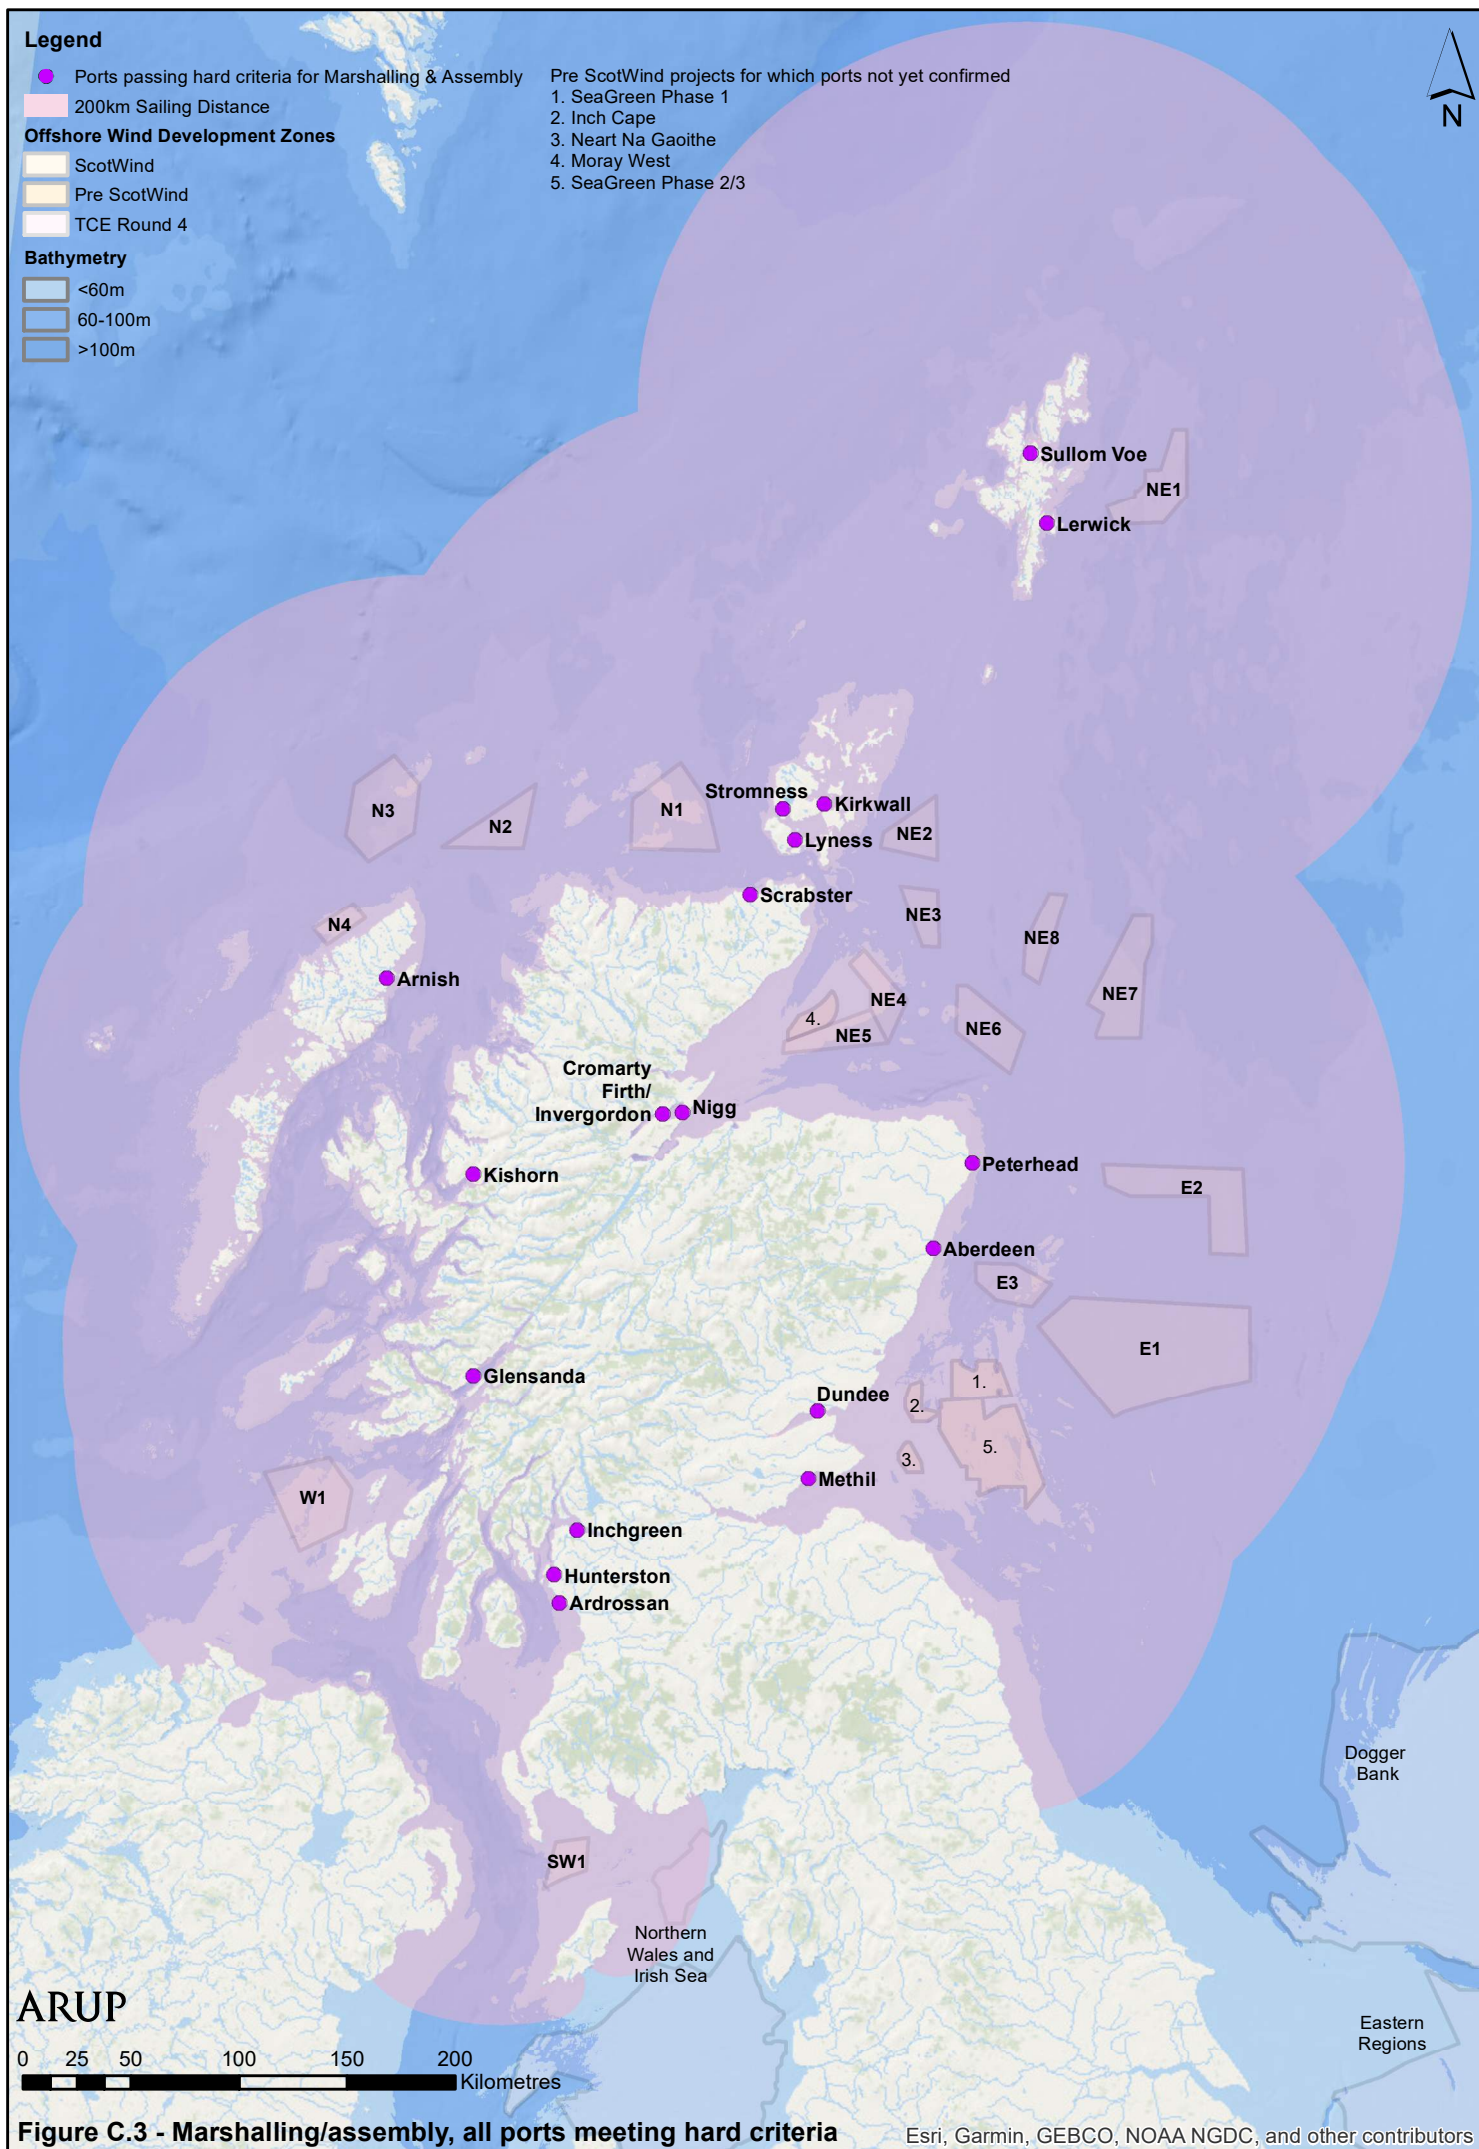 Legend
Ports passing hard criteria for Marshalling & Assembly
200km Sailing Distance
Offshore Wind Development Zones
ScotWind
Pre ScotWind
TCE Round 4
Bathymetry
<60m
60-100m
>100m
Pre ScotWind projects for which ports not yet confirmed
1. SeaGreen Phase 1
2. Inch Cape
3. Neart Na Gaoithe
4. Moray West
5. SeaGreen Phase 2/3
N
Sullom Voe
NE1
Lerwick
N3
N2
N1
Stromness
Kirkwall
Lyness
NE2
Scrabster
N4
NE3
NE8
Arnish
NE4
NE7
4.
NE5
NE6
Cromarty
Firth/
Invergordon
Nigg
Kishorn
Peterhead
E2
Aberdeen
E3
E1
Glensanda
1.
Dundee
2.
5.
3.
Methil
W1
Inchgreen
Hunterston
Ardrossan
Dogger
Bank
SW1
Northern
Wales and
Irish Sea
Eastern
Regions
ARUP
0 25 50 100 150 200
Kilometres
Figure C.3 - Marshalling/assembly, all ports meeting hard criteria
Esri, Garmin, GEBCO, NOAA NGDC, and other contributors